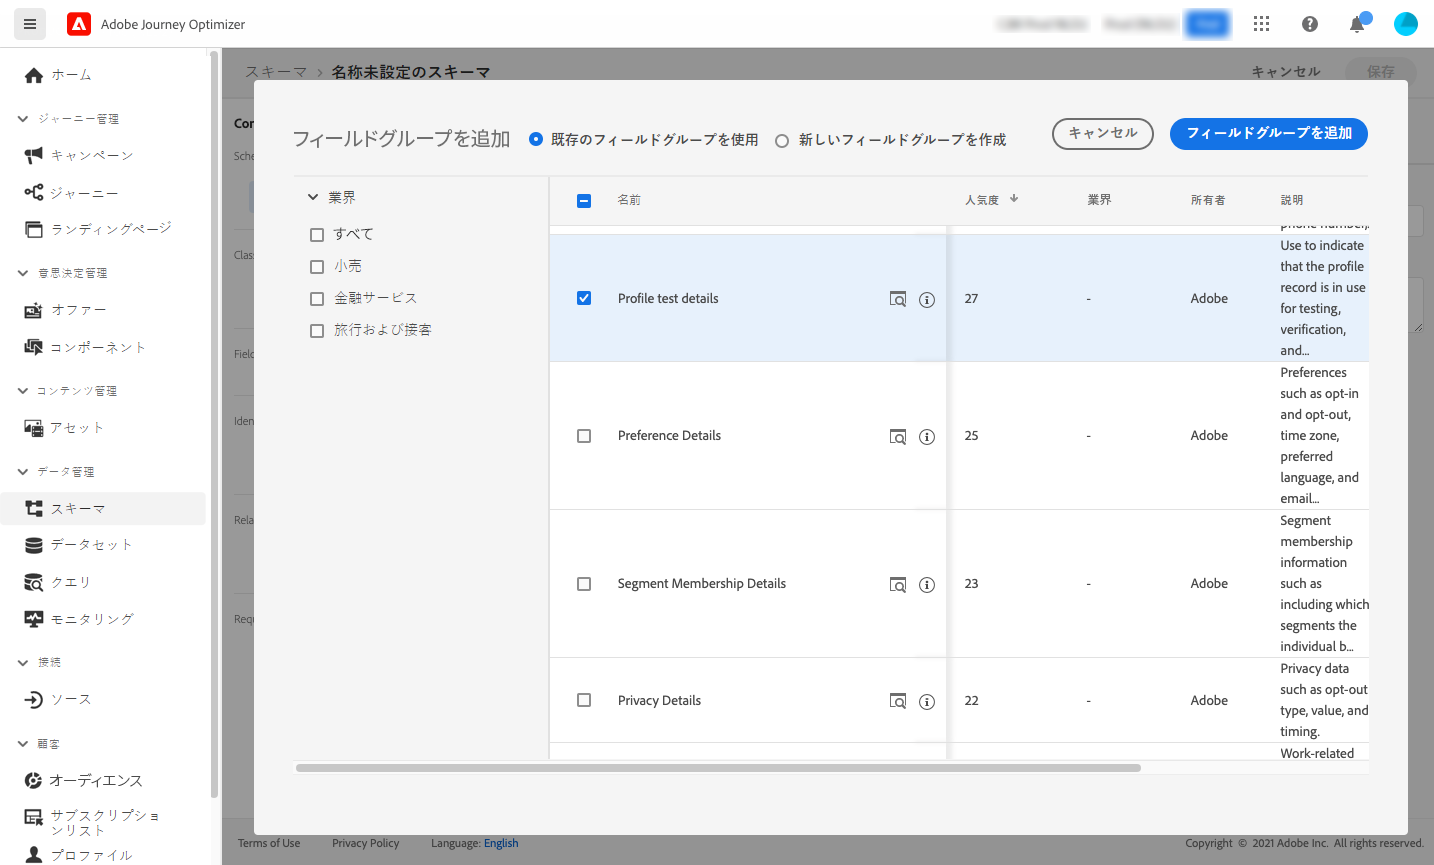 Adobe Journey Optimizer
ホーム
ジャーニー管理
キャンペーン
ジャーニー
ランディングページ
意思決定管理
オファー
コンポーネント
コンテンツ管理
アセット
データ管理
スキーマ
データセット
クエリ
モニタリング
接続
ソース
顧客
オーディエンス
サブスクリプショ
ンリスト
プロファイル
スキーマ › 名称未設定のスキーマ
キャンセル
保存
フィールドグループを追加
既存のフィールドグループを使用
新しいフィールドグループを作成
キャンセル
フィールドグループを追加
業界
すべて
小売
金融サービス
旅行および接客
名前 人気度 業界 所有者 説明
phone number,
Profile test details 27 - Adobe
Use to indicate
that the profile
record is in use
for testing,
verification,
and...
Preference Details 25 - Adobe
Preferences
such as opt-in
and opt-out,
time zone,
preferred
language, and
email...
Segment Membership Details 23 - Adobe
Segment
membership
information
such as
including which
segments the
individual b...
Privacy Details 22 - Adobe
Privacy data
such as opt-out
type, value, and
timing.
Work-related
Terms of Use Privacy Policy Language: English
Copyright © 2021 Adobe Inc. All rights reserved.